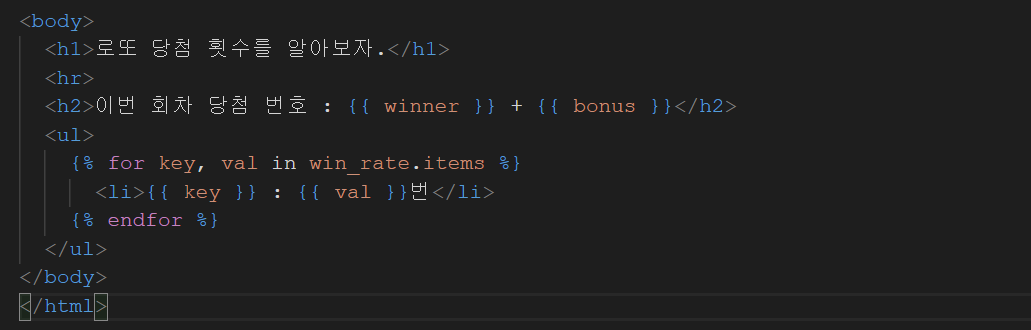 <body>
<h1>로또 당첨 횟수를 알아보자.</h1>
<hr>
<h2>이번 회차 당첨 번호 : {{ winner }} + {{ bonus }}</h2>
<ul>
{% for key, val in win_rate.items %}
<li>{{ key }} : {{ val }}번</li>
{% endfor %}
</ul>
</body>
</html>